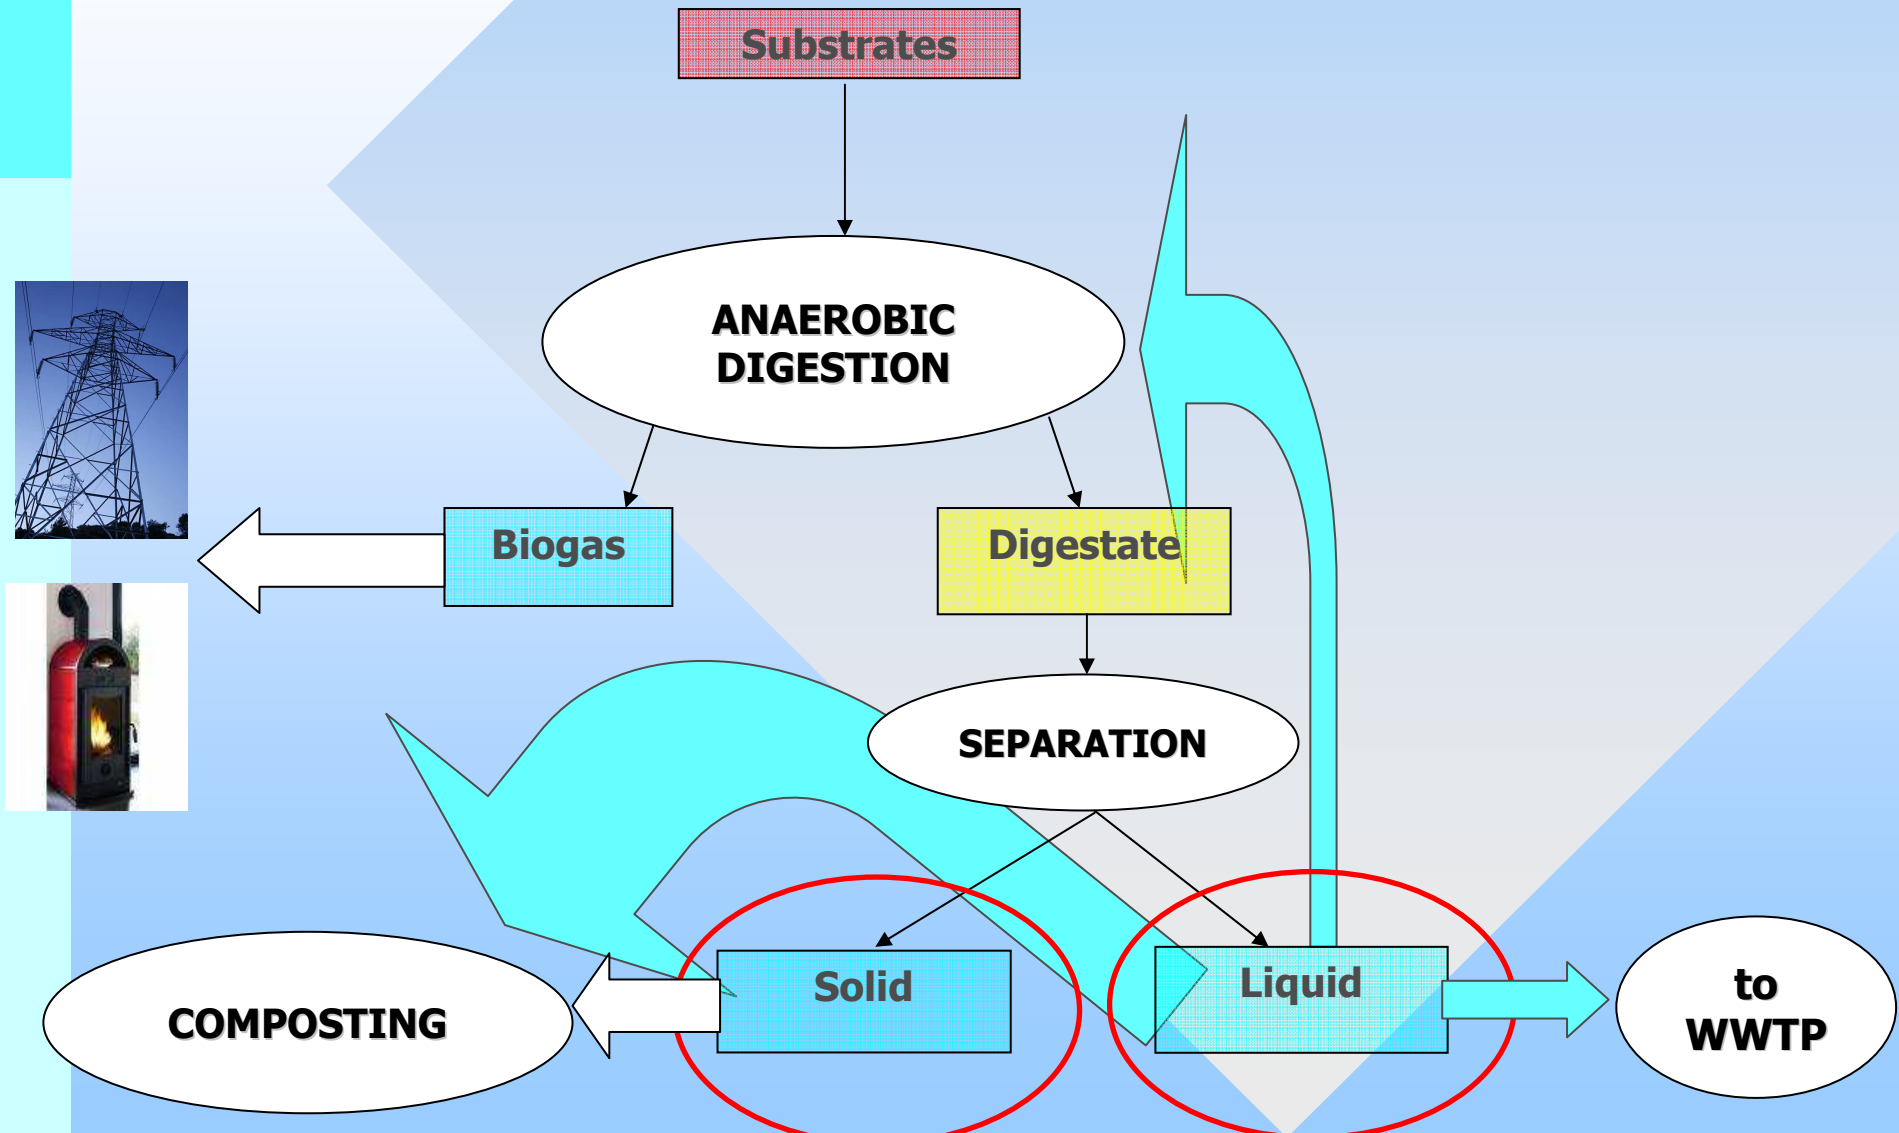 Substrates
ANAEROBIC
DIGESTION
Biogas
Digestate
SEPARATION
Solid
Liquid
COMPOSTING
to
WWTP